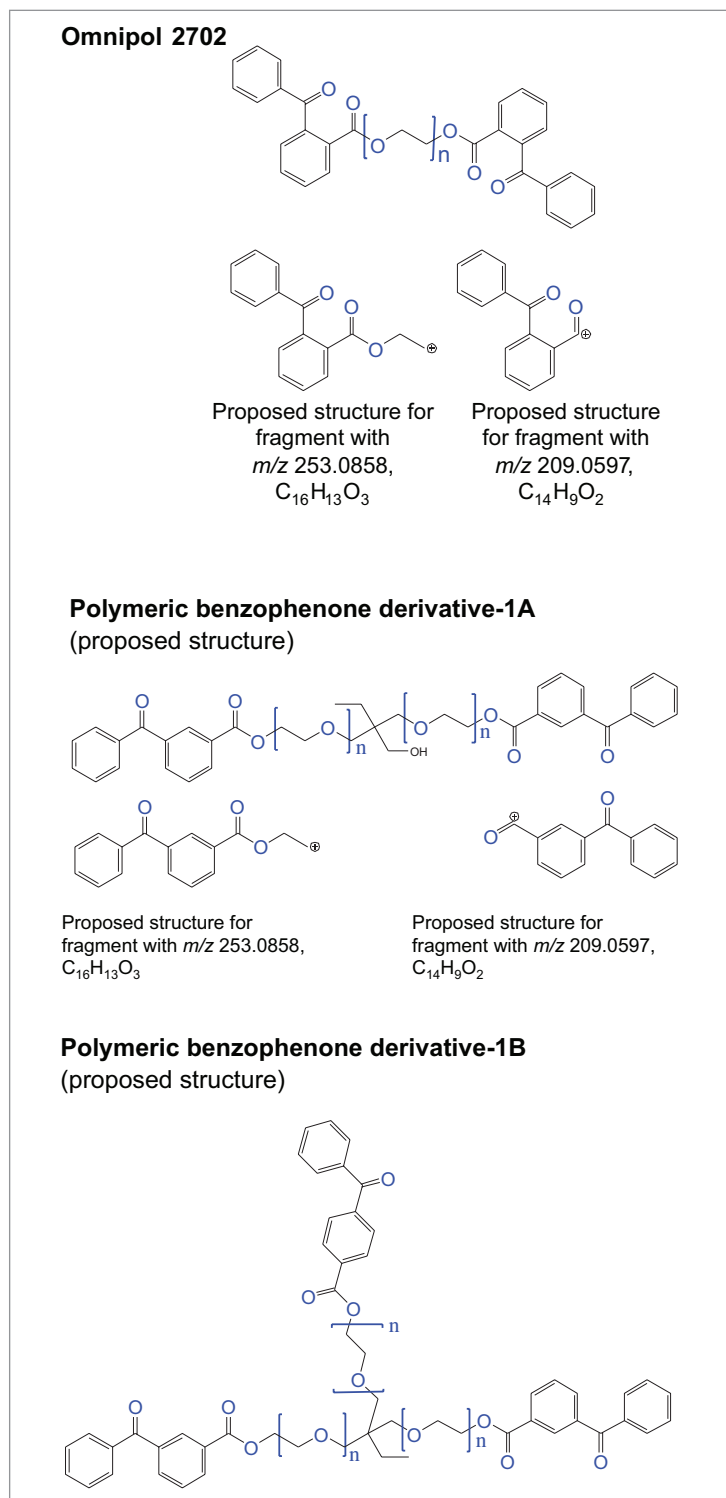 Omnipol 2702
O
O
O
n
O
O
O
O
O
O
O
O
Proposed structure for
fragment with
m/z 253.0858,
C₁₆H₁₃O₃
Proposed structure
for fragment with
m/z 209.0597,
C₁₄H₉O₂
Polymeric benzophenone derivative-1A
(proposed structure)
O
O
O
O
n
OH
O
n
O
O
O
O
O
O
O
O
Proposed structure for
fragment with m/z 253.0858,
C₁₆H₁₃O₃
Proposed structure for
fragment with m/z 209.0597,
C₁₄H₉O₂
Polymeric benzophenone derivative-1B
(proposed structure)
O
O
O
n
O
O
O
O
O
n
O
n
O
O
O